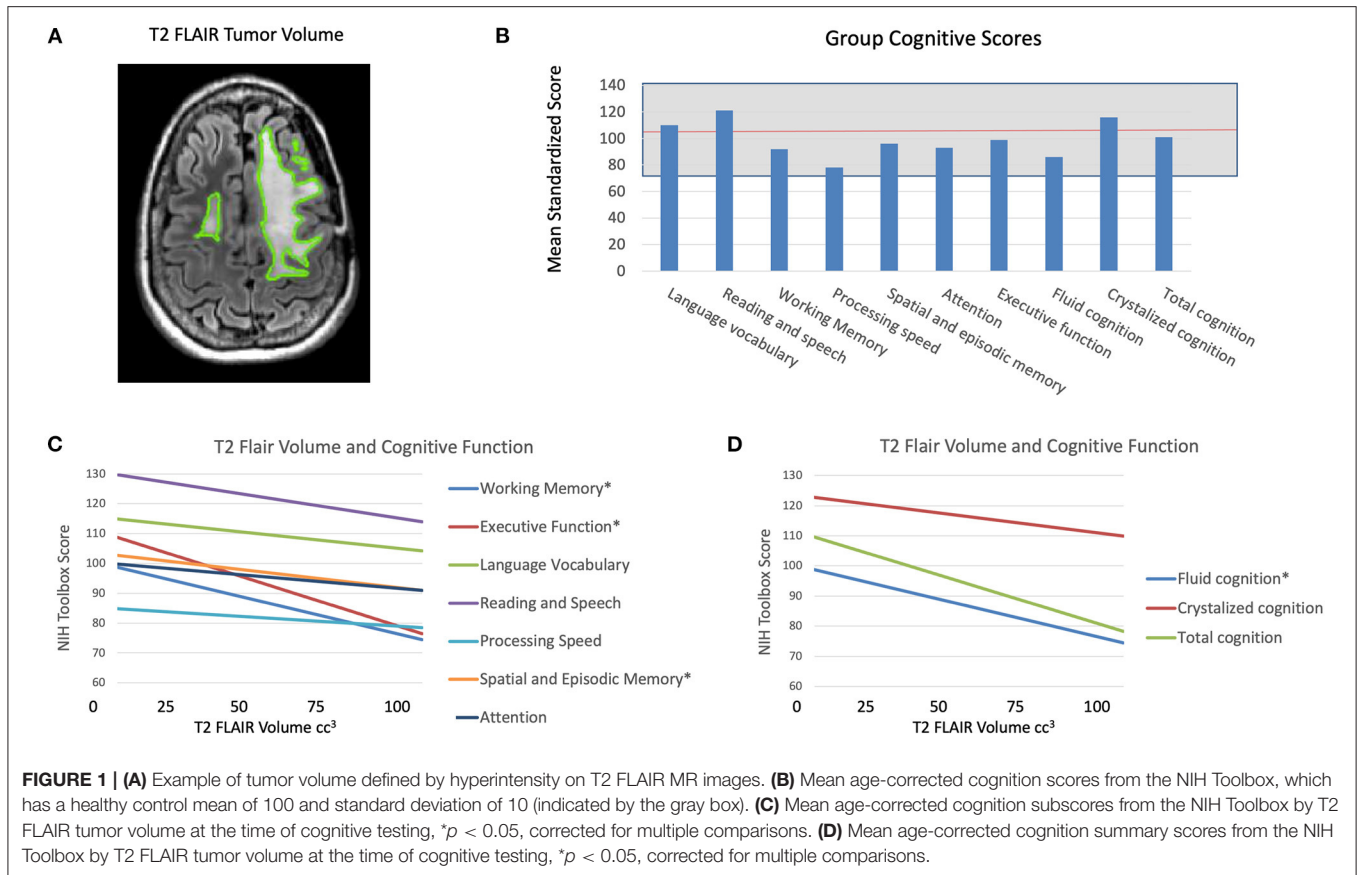 A
T2 FLAIR Tumor Volume
B
Group Cognitive Scores
Mean Standardized Score
140
120
100
80
60
40
20
0
Language vocabulary
Reading and speech
Working Memory
Processing speed
Spatial and episodic memory
Attention
Executive function
Fluid cognition
Crystalized cognition
Total cognition
C
T2 Flair Volume and Cognitive Function
NIH Toolbox Score
130
120
110
100
90
80
70
60
0 25 50 75 100
T2 FLAIR Volume cc³
Working Memory*
Executive Function*
Language Vocabulary
Reading and Speech
Processing Speed
Spatial and Episodic Memory*
Attention
D
T2 Flair Volume and Cognitive Function
NIH Toolbox Score
130
120
110
100
90
80
70
60
0 25 50 75 100
T2 FLAIR Volume cc³
Fluid cognition*
Crystalized cognition
Total cognition
FIGURE 1 | (A) Example of tumor volume defined by hyperintensity on T2 FLAIR MR images. (B) Mean age-corrected cognition scores from the NIH Toolbox, which
has a healthy control mean of 100 and standard deviation of 10 (indicated by the gray box). (C) Mean age-corrected cognition subscores from the NIH Toolbox by T2
FLAIR tumor volume at the time of cognitive testing, *p < 0.05, corrected for multiple comparisons. (D) Mean age-corrected cognition summary scores from the NIH
Toolbox by T2 FLAIR tumor volume at the time of cognitive testing, *p < 0.05, corrected for multiple comparisons.